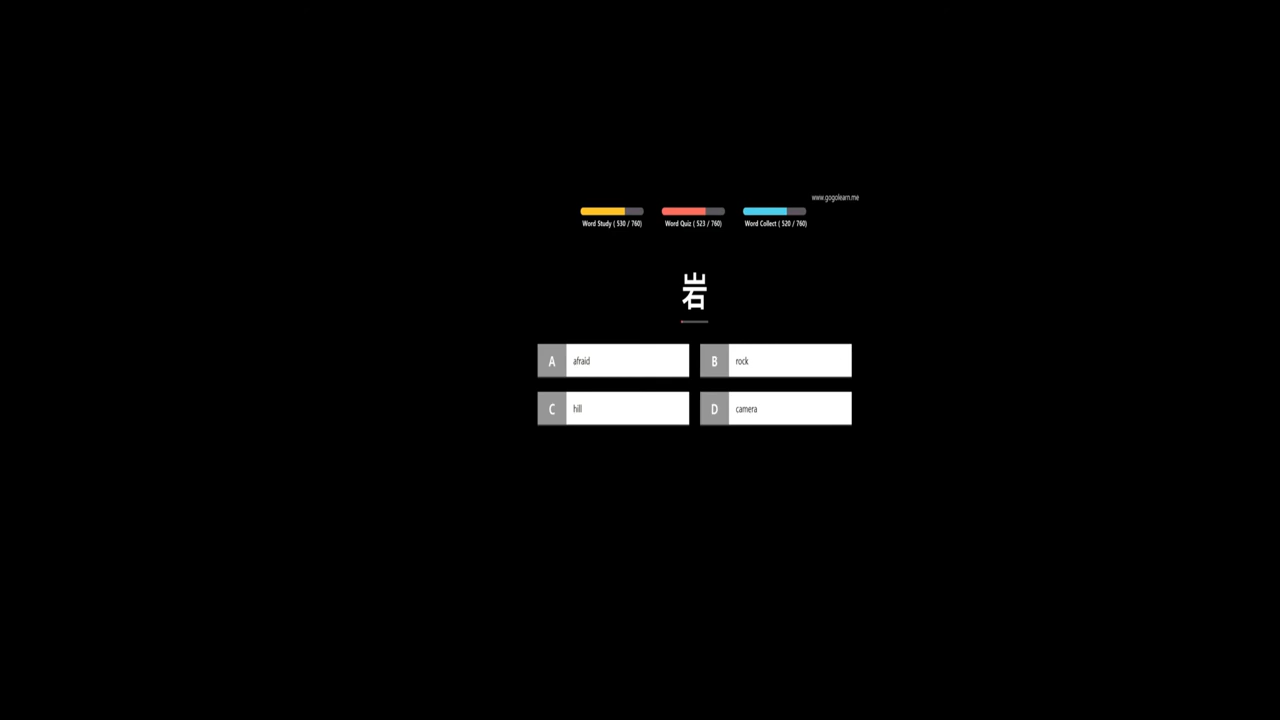 www.gogolearn.me
Word Study ( 530 / 760)
Word Quiz ( 523 / 760)
Word Collect ( 520 / 760)
岩
A afraid
B rock
C hill
D camera